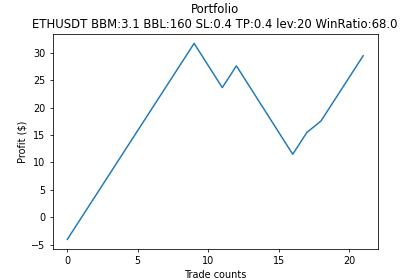 Portfolio
ETHUSDT BBM:3.1 BBL:160 SL:0.4 TP:0.4 lev:20 WinRatio:68.0
Profit ($)
30
25
20
15
10
5
0
−5
0 5 10 15 20
Trade counts